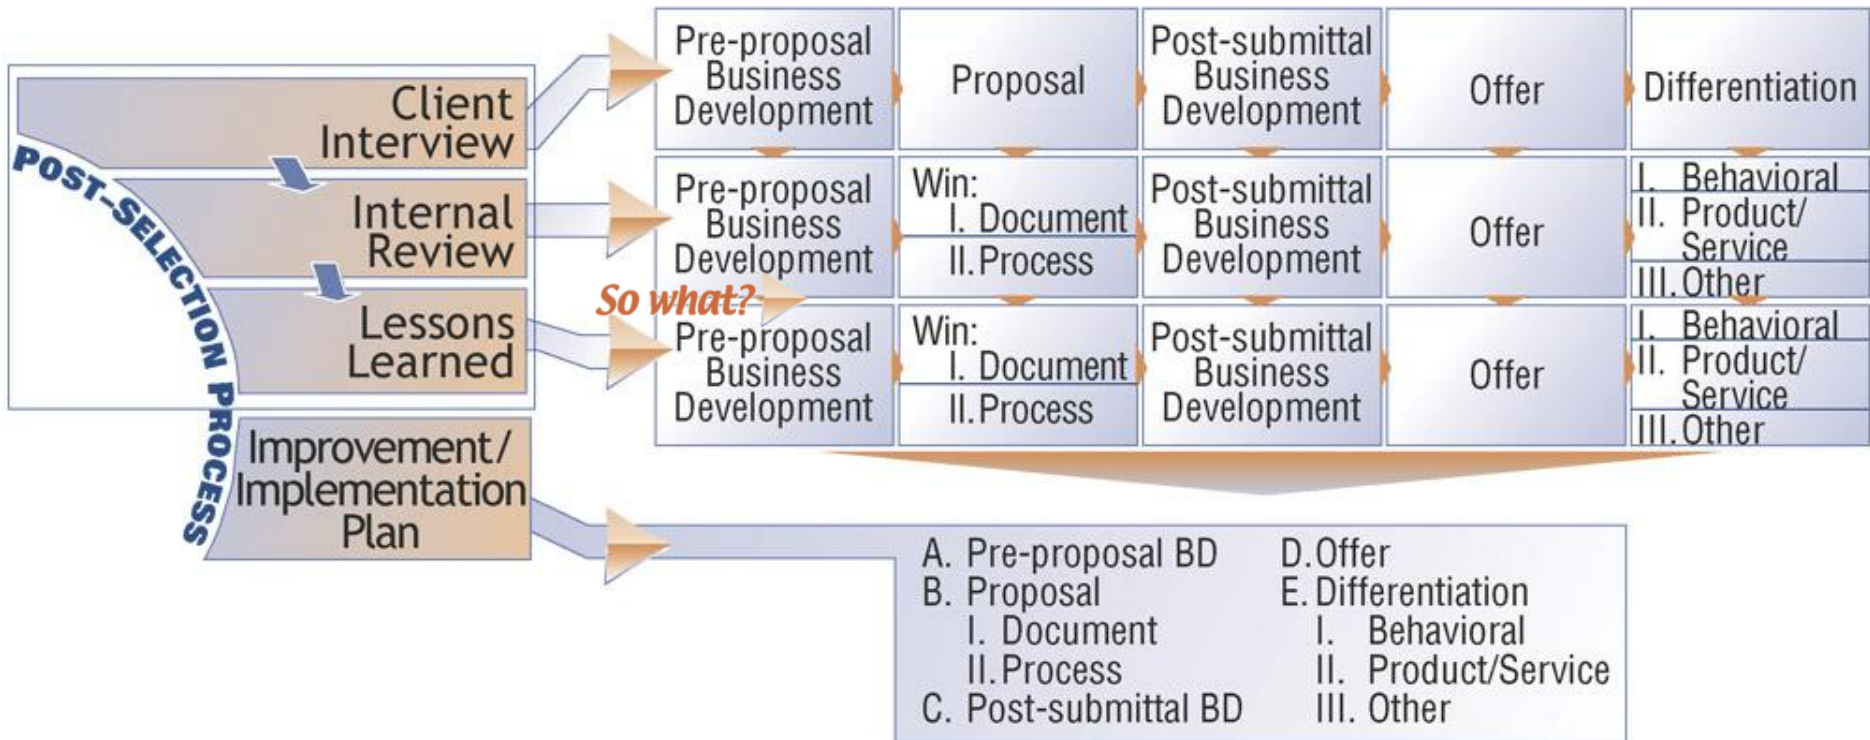 POST-SELECTION PROCESS
Client
Interview
Internal
Review
Lessons
Learned
Improvement/
Implementation
Plan
Pre-proposal
Business
Development
Proposal
Post-submittal
Business
Development
Offer
Differentiation
Pre-proposal
Business
Development
Win:
I. Document
II. Process
Post-submittal
Business
Development
Offer
I. Behavioral
II. Product/
Service
III. Other
So what?
Pre-proposal
Business
Development
Win:
I. Document
II. Process
Post-submittal
Business
Development
Offer
I. Behavioral
II. Product/
Service
III. Other
A. Pre-proposal BD
B. Proposal
I. Document
II. Process
C. Post-submittal BD
D. Offer
E. Differentiation
I. Behavioral
II. Product/Service
III. Other